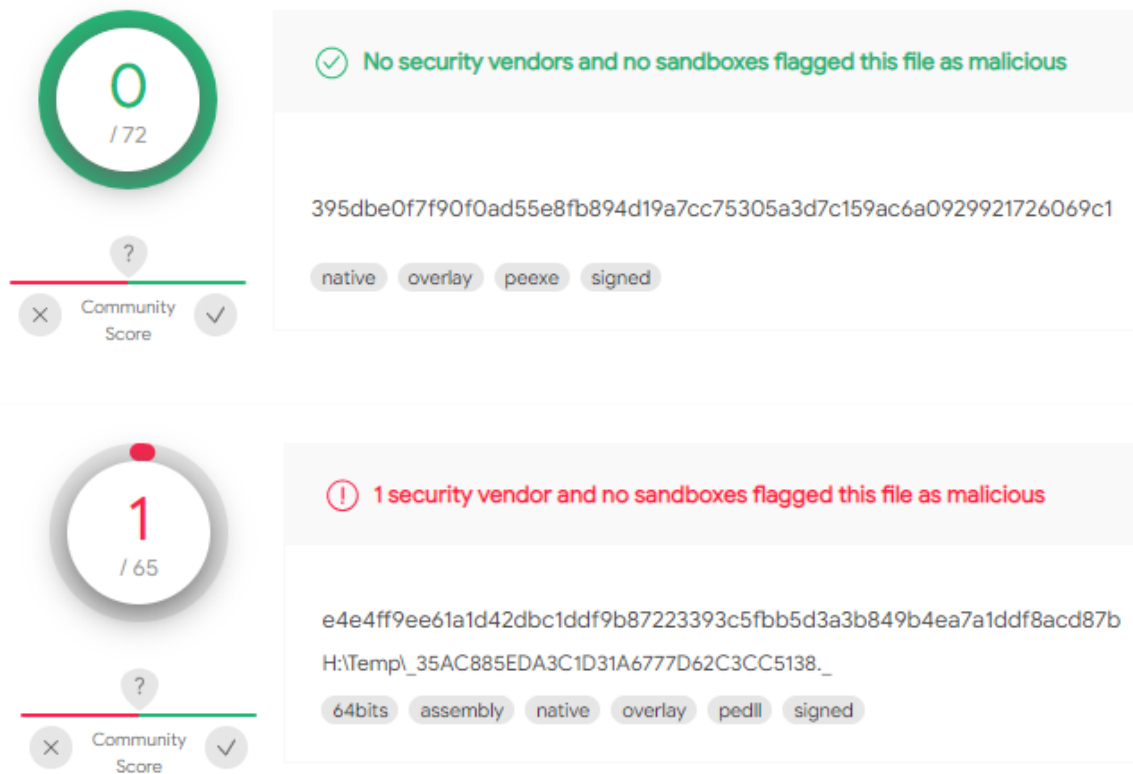 0
/ 72
No security vendors and no sandboxes flagged this file as malicious
395dbe0f7f90f0ad55e8fb894d19a7cc75305a3d7c159ac6a0929921726069c1
native overlay peexe signed
?
Community
Score
1
/ 65
1 security vendor and no sandboxes flagged this file as malicious
e4e4ff9ee61a1d42dbc1ddf9b87223393c5fbb5d3a3b849b4ea7a1ddf8acd87b
H:\Temp\_35AC885EDA3C1D31A6777D62C3CC5138._
64bits assembly native overlay pedll signed
?
Community
Score